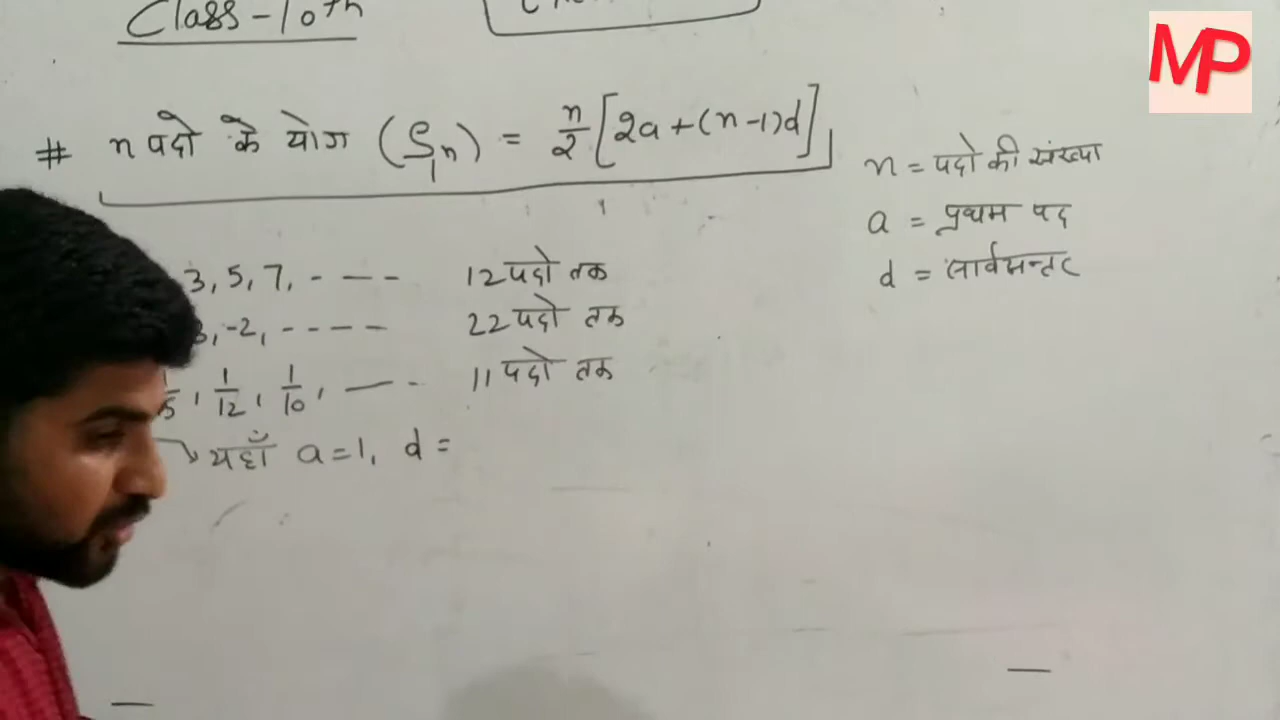 Class-10th
MP
# n पदो के योग (Sn) = n/2 [2a+(n-1)d]
n = पदो की संख्या
a = प्रथम पद
d = सार्वअन्तर
3, 5, 7, - — — 12 पदो तक
, -2, - - - - 22 पदो तक
, 1/12, 1/10, — - 11 पदो तक
यहाँ a=1, d=